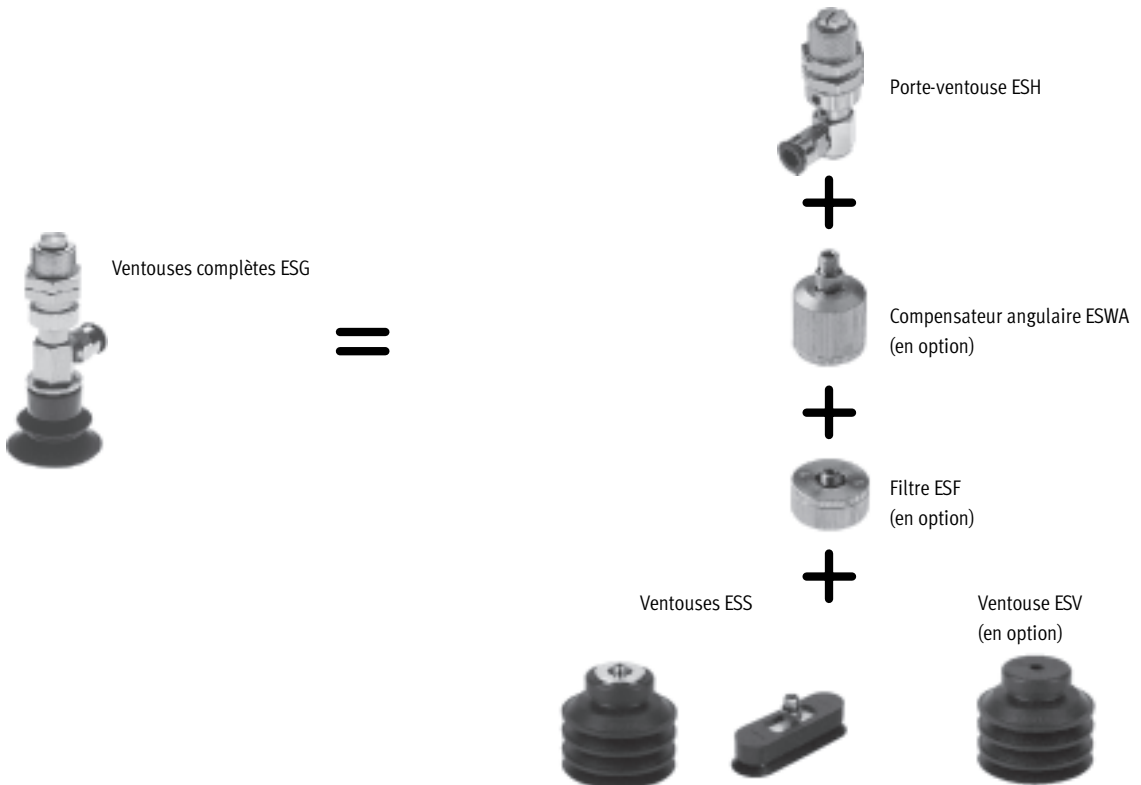 Porte-ventouse ESH
Ventouses complètes ESG
Compensateur angulaire ESWA
(en option)
Filtre ESF
(en option)
Ventouses ESS
Ventouse ESV
(en option)